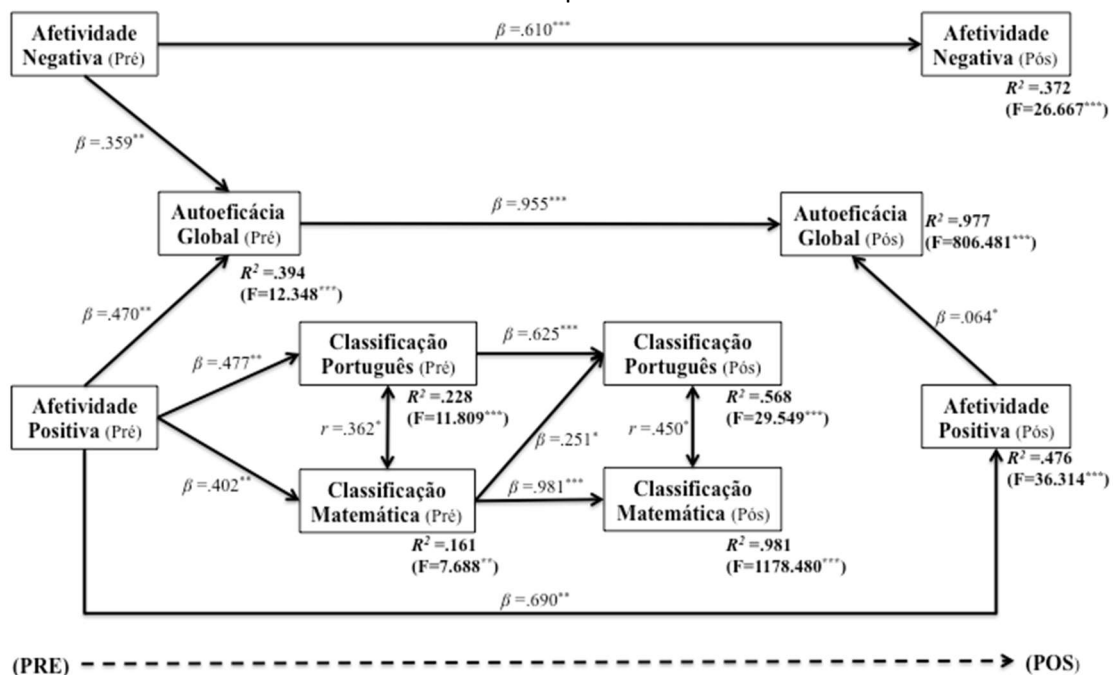 Afetividade
Negativa (Pré)
β =.610***
Afetividade
Negativa (Pós)
R² =.372
(F=26.667***)
β =.359**
Autoeficácia
Global (Pré)
β =.955***
Autoeficácia
Global (Pós)
R² =.977
(F=806.481***)
R² =.394
(F=12.348***)
β =.470**
β =.064*
Classificação
Português (Pré)
β =.625***
Classificação
Português (Pós)
β =.477**
R² =.228
(F=11.809***)
R² =.568
(F=29.549***)
Afetividade
Positiva (Pré)
Afetividade
Positiva (Pós)
r =.362*
β =.251*
r =.450*
R² =.476
(F=36.314***)
β =.402**
Classificação
Matemática (Pré)
β =.981***
Classificação
Matemática (Pós)
R² =.161
(F=7.688**)
R² =.981
(F=1178.480***)
β =.690**
(PRE)
(POS)